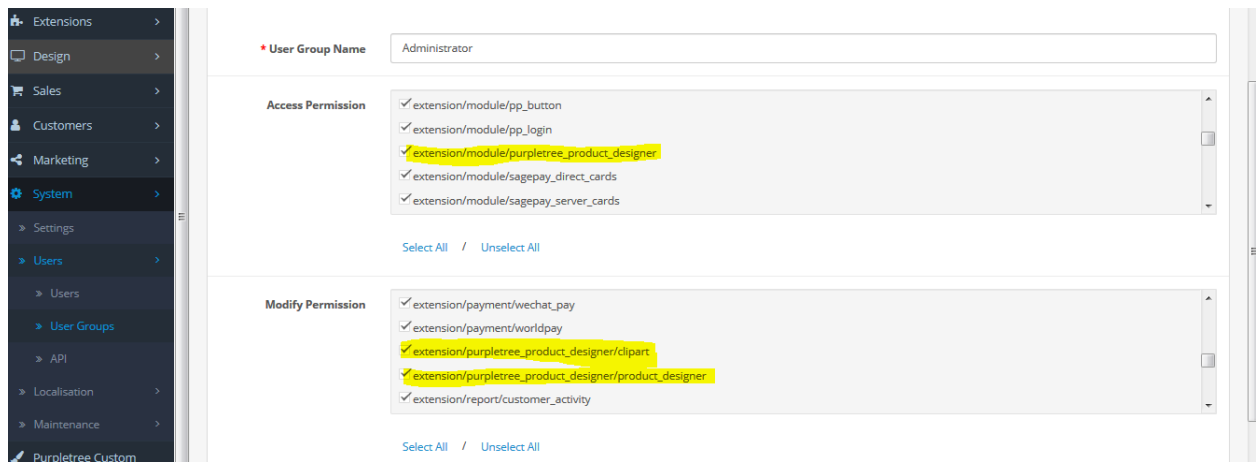 Extensions
Design
Sales
Customers
Marketing
System
Settings
Users
Users
User Groups
API
Localisation
Maintenance
Purpletree Custom
* User Group Name
Administrator
Access Permission
extension/module/pp_button
extension/module/pp_login
extension/module/purpletree_product_designer
extension/module/sagepay_direct_cards
extension/module/sagepay_server_cards
Select All / Unselect All
Modify Permission
extension/payment/wechat_pay
extension/payment/worldpay
extension/purpletree_product_designer/clipart
extension/purpletree_product_designer/product_designer
extension/report/customer_activity
Select All / Unselect All